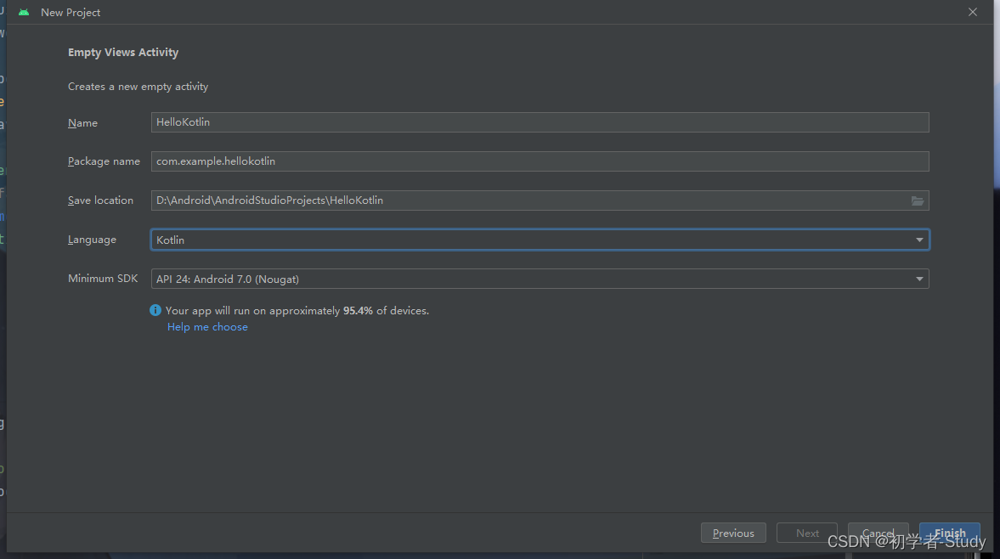 New Project
Empty Views Activity
Creates a new empty activity
Name HelloKotlin
Package name com.example.hellokotlin
Save location D:\Android\AndroidStudioProjects\HelloKotlin
Language Kotlin
Minimum SDK API 24: Android 7.0 (Nougat)
Your app will run on approximately 95.4% of devices.
Help me choose
Previous Next Cancel Finish
CSDN @初学者-Study